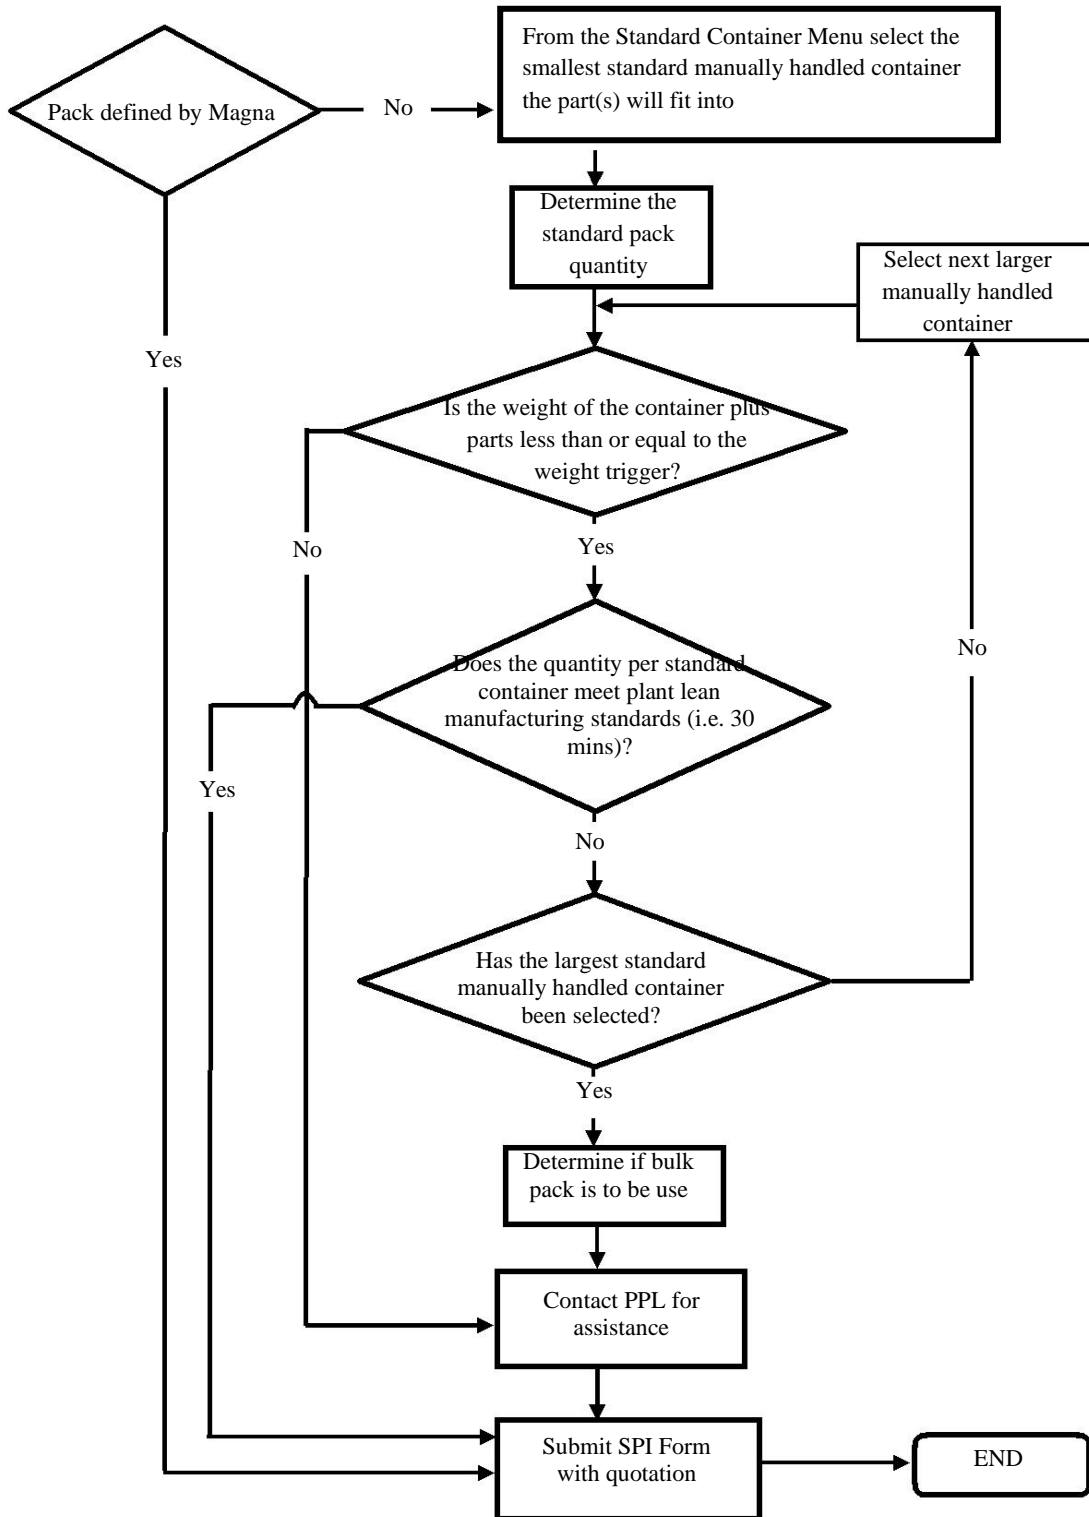 From the Standard Container Menu select the
smallest standard manually handled container
the part(s) will fit into
Pack defined by Magna
No
Determine the
standard pack
quantity
Select next larger
manually handled
container
Yes
Is the weight of the container plus
parts less than or equal to the
weight trigger?
No
Yes
No
Does the quantity per standard
container meet plant lean
manufacturing standards (i.e. 30
mins)?
Yes
No
Has the largest standard
manually handled container
been selected?
Yes
Determine if bulk
pack is to be use
Contact PPL for
assistance
Submit SPI Form
with quotation
END